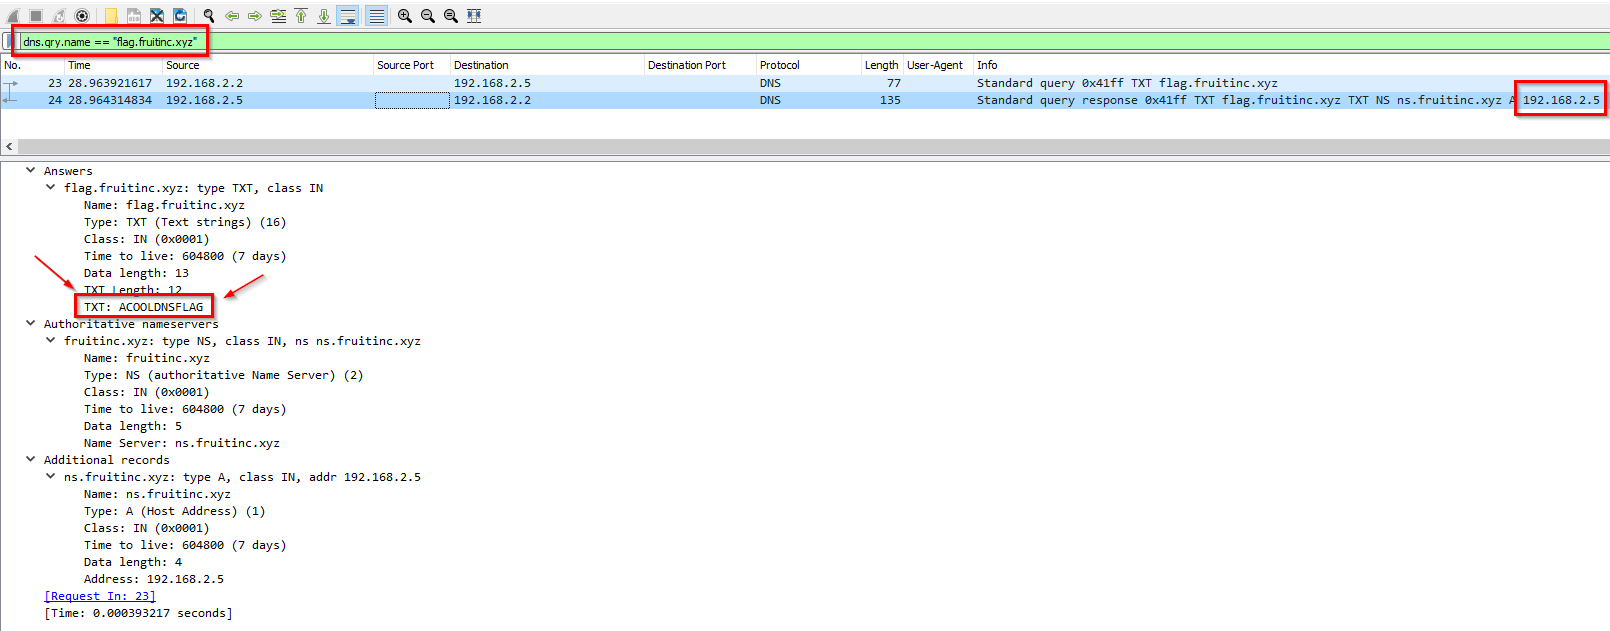 dns.qry.name == "flag.fruitinc.xyz"
No. Time Source Source Port Destination Destination Port Protocol Length User-Agent Info
23 28.963921617 192.168.2.2 192.168.2.5 DNS 77 Standard query 0x41ff TXT flag.fruitinc.xyz
24 28.964314834 192.168.2.5 192.168.2.2 DNS 135 Standard query response 0x41ff TXT flag.fruitinc.xyz TXT NS ns.fruitinc.xyz A 192.168.2.5
Answers
flag.fruitinc.xyz: type TXT, class IN
Name: flag.fruitinc.xyz
Type: TXT (Text strings) (16)
Class: IN (0x0001)
Time to live: 604800 (7 days)
Data length: 13
TXT Length: 12
TXT: ACOOLDNSFLAG
Authoritative nameservers
fruitinc.xyz: type NS, class IN, ns ns.fruitinc.xyz
Name: fruitinc.xyz
Type: NS (authoritative Name Server) (2)
Class: IN (0x0001)
Time to live: 604800 (7 days)
Data length: 5
Name Server: ns.fruitinc.xyz
Additional records
ns.fruitinc.xyz: type A, class IN, addr 192.168.2.5
Name: ns.fruitinc.xyz
Type: A (Host Address) (1)
Class: IN (0x0001)
Time to live: 604800 (7 days)
Data length: 4
Address: 192.168.2.5
[Request In: 23]
[Time: 0.000393217 seconds]